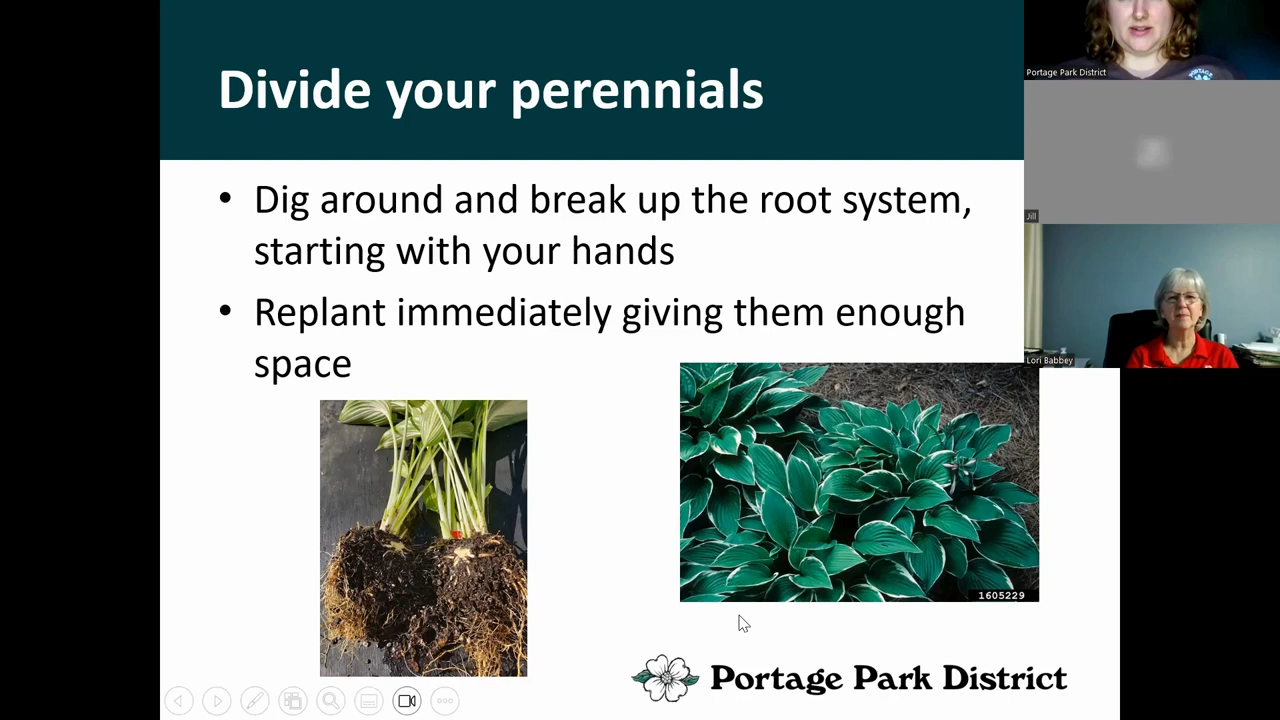 Divide your perennials
• Dig around and break up the root system,
starting with your hands
• Replant immediately giving them enough
space
1605229
Portage Park District
Portage Park District
Jill
Lori Babbey